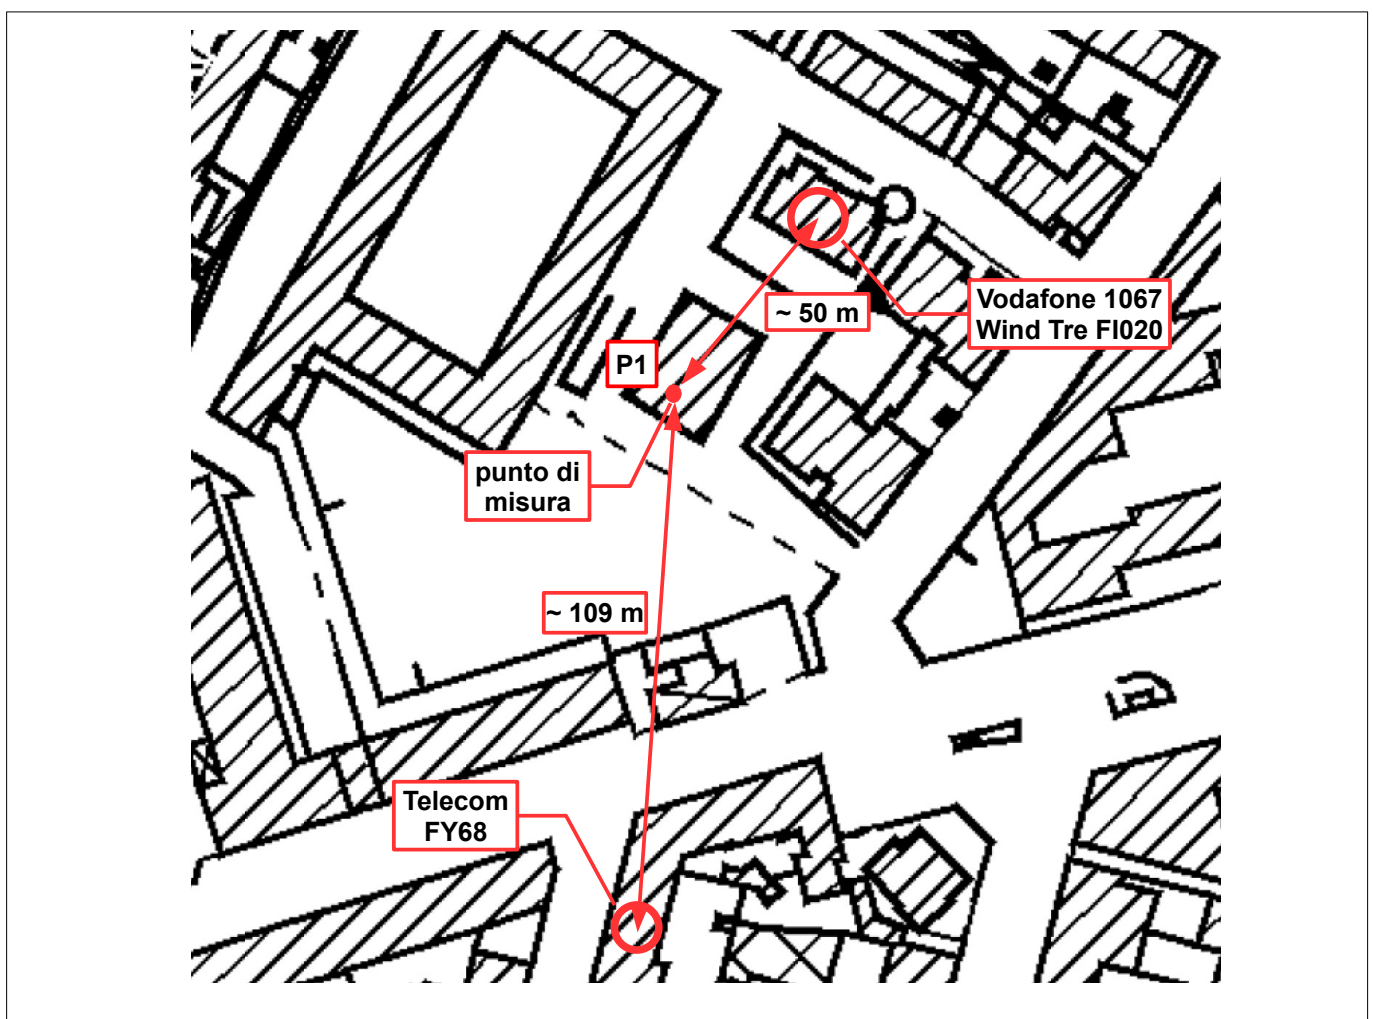 ~ 50 m
Vodafone 1067
Wind Tre FI020
P1
punto di
misura
~ 109 m
Telecom
FY68